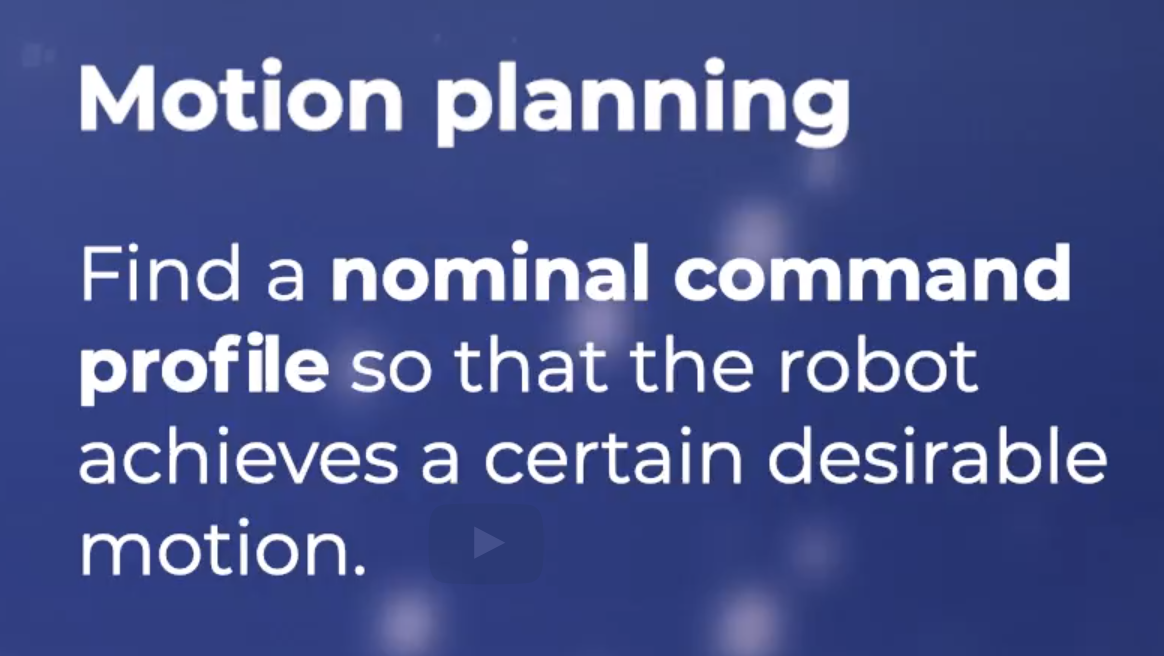 Motion planning
Find a nominal command
profile so that the robot
achieves a certain desirable
motion.